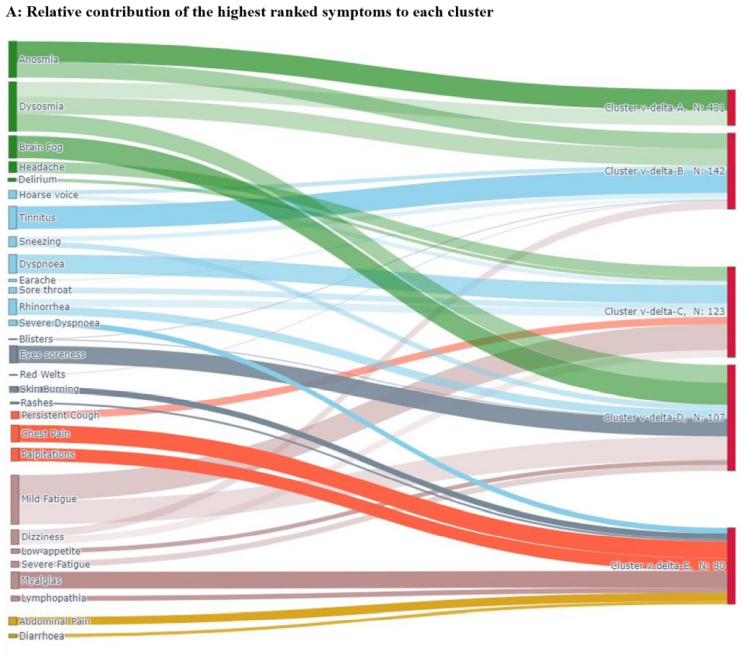 A: Relative contribution of the highest ranked symptoms to each cluster
Anosmia
Dysosmia
Brain Fog
Headache
Delirium
Hoarse voice
Tinnitus
Sneezing
Dyspnoea
Earache
Sore throat
Rhinorrhea
Severe Dyspnoea
Blisters
Eyes soreness
Red Welts
Skin Burning
Rashes
Persistent Cough
Chest Pain
Palpitations
Mild Fatigue
Dizziness
Low appetite
Severe Fatigue
Myalgias
Lymphopathia
Abdominal Pain
Diarrhoea
Cluster v-delta-A, N: 431
Cluster v-delta-B, N: 142
Cluster v-delta-C, N: 123
Cluster v-delta-D, N: 107
Cluster v-delta-E, N: 80